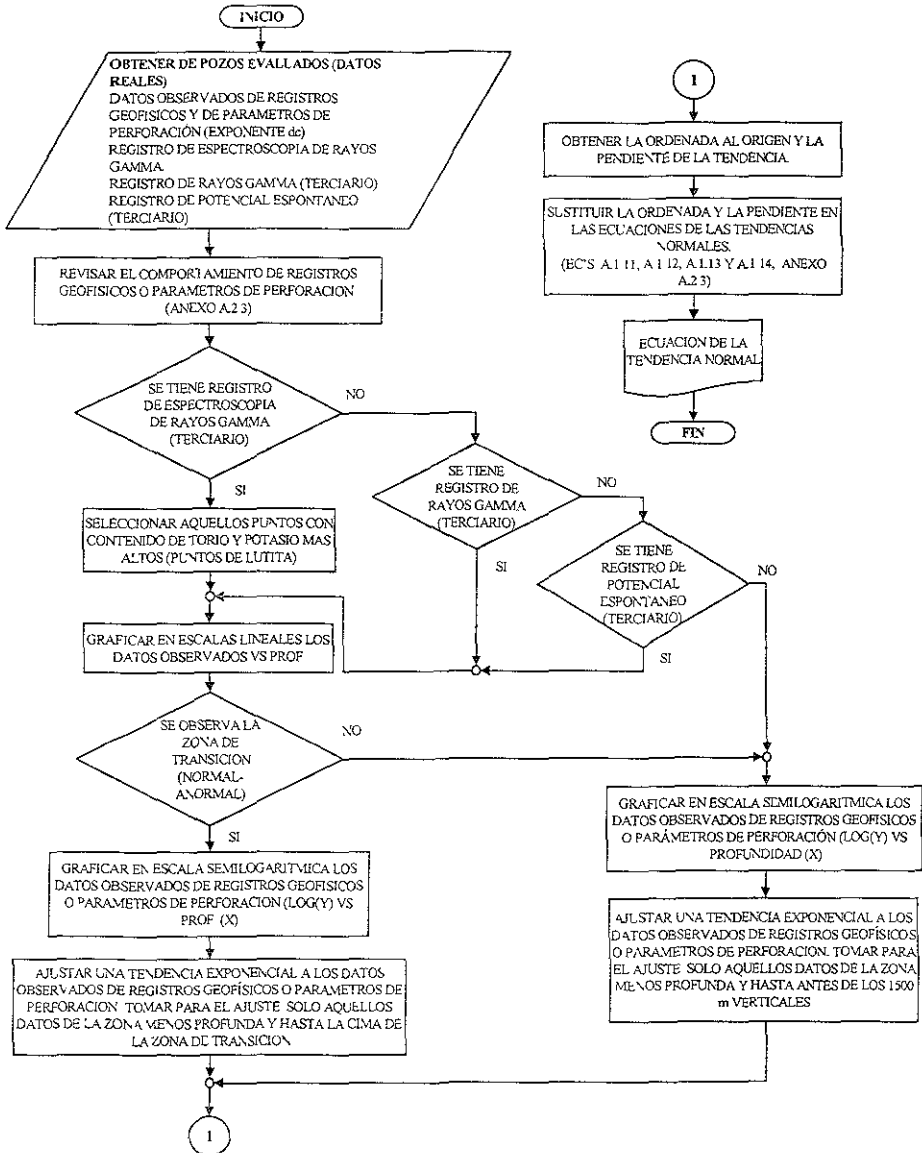 INICIO
OBTENER DE POZOS EVALUADOS (DATOS
REALES)
DATOS OBSERVADOS DE REGISTROS
GEOFISICOS Y DE PARAMETROS DE
PERFORACIÓN (EXPONENTE dc)
REGISTRO DE ESPECTROSCOPIA DE RAYOS
GAMMA.
REGISTRO DE RAYOS GAMMA (TERCIARIO)
REGISTRO DE POTENCIAL ESPONTANEO
(TERCIARIO)
REVISAR EL COMPORTAMIENTO DE REGISTROS
GEOFISICOS O PARAMETROS DE PERFORACION
(ANEXO A.2 3)
SE TIENE REGISTRO
DE ESPECTROSCOPIA
DE RAYOS GAMMA
(TERCIARIO)
NO
SI
SE TIENE
REGISTRO DE
RAYOS GAMMA
(TERCIARIO)
NO
SI
SE TIENE
REGISTRO DE
POTENCIAL
ESPONTANEO
(TERCIARIO)
NO
SI
SELECCIONAR AQUELLOS PUNTOS CON
CONTENIDO DE TORIO Y POTASIO MAS
ALTOS (PUNTOS DE LUTITA)
GRAFICAR EN ESCALAS LINEALES LOS
DATOS OBSERVADOS VS PROF
SE OBSERVA LA
ZONA DE
TRANSICION
(NORMAL-
ANORMAL)
NO
SI
GRAFICAR EN ESCALA SEMILOGARITMICA LOS
DATOS OBSERVADOS DE REGISTROS GEOFISICOS
O PARAMETROS DE PERFORACION (LOG(Y) VS
PROF (X)
AJUSTAR UNA TENDENCIA EXPONENCIAL A LOS DATOS
OBSERVADOS DE REGISTROS GEOFÍSICOS O PARAMETROS DE
PERFORACION TOMAR PARA EL AJUSTE SOLO AQUELLOS
DATOS DE LA ZONA MENOS PROFUNDA Y HASTA LA CIMA DE
LA ZONA DE TRANSICION
GRAFICAR EN ESCALA SEMILOGARITMICA LOS
DATOS OBSERVADOS DE REGISTROS GEOFISICOS
O PARÁMETROS DE PERFORACIÓN (LOG(Y) VS
PROFUNDIDAD (X)
AJUSTAR UNA TENDENCIA EXPONENCIAL A LOS
DATOS OBSERVADOS DE REGISTROS GEOFÍSICOS
O PARAMETROS DE PERFORACION. TOMAR PARA
EL AJUSTE SOLO AQUELLOS DATOS DE LA ZONA
MENOS PROFUNDA Y HASTA ANTES DE LOS 1500
m VERTICALES
1
1
OBTENER LA ORDENADA AL ORIGEN Y LA
PENDIENTE DE LA TENDENCIA.
SUSTITUIR LA ORDENADA Y LA PENDIENTE EN
LAS ECUACIONES DE LAS TENDENCIAS
NORMALES.
(EC'S A.1 11, A 1 12, A.1.13 Y A.1 14, ANEXO
A.2 3)
ECUACION DE LA
TENDENCIA NORMAL
FIN